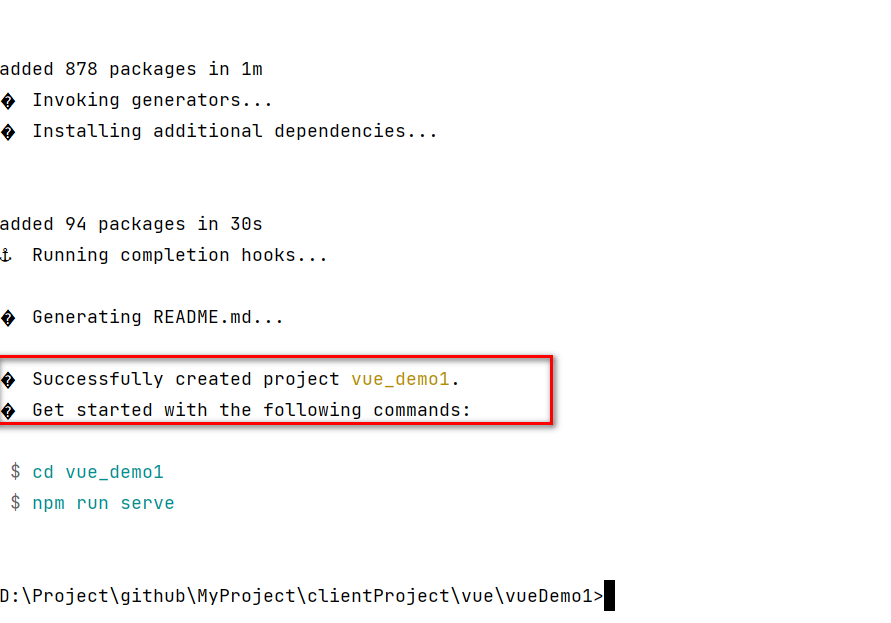 added 878 packages in 1m
� Invoking generators...
� Installing additional dependencies...
added 94 packages in 30s
⚓ Running completion hooks...
� Generating README.md...
� Successfully created project vue_demo1.
� Get started with the following commands:
$ cd vue_demo1
$ npm run serve
D:\Project\github\MyProject\clientProject\vue\vueDemo1>